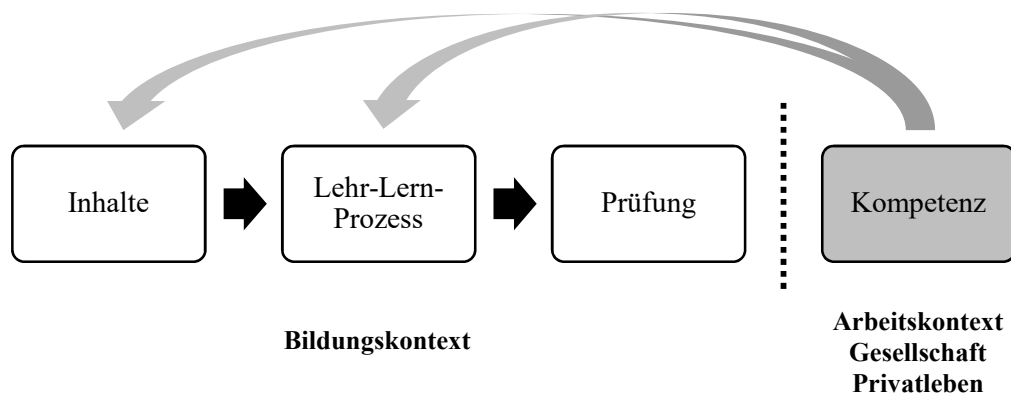 Inhalte
Lehr-Lern-
Prozess
Prüfung
Kompetenz
Bildungskontext
Arbeitskontext
Gesellschaft
Privatleben